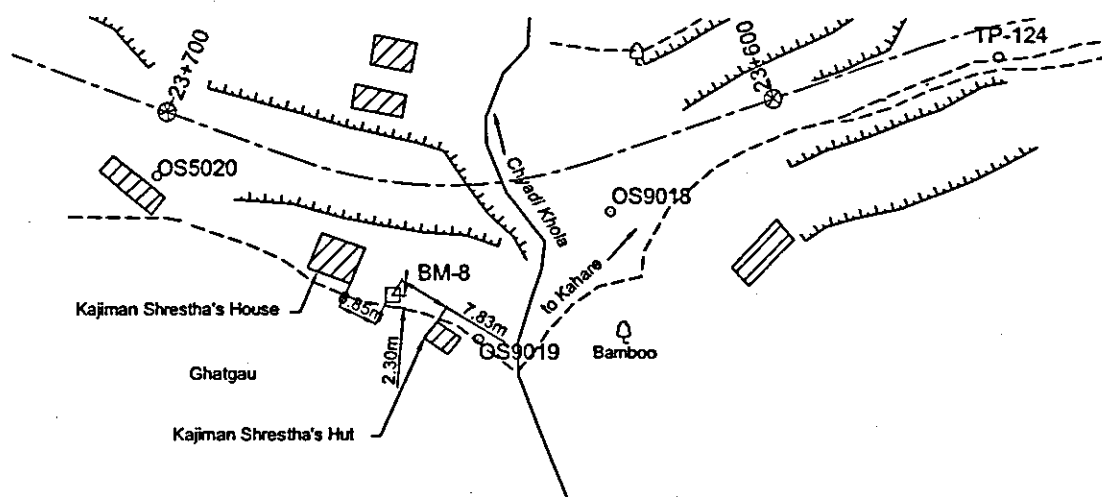 23+700
23+600
TP-124
OS5020
Chyadi Khola
OS9018
to Kahare
BM-8
Kajiman Shrestha's House
.85m
7.83m
OS9019
Bamboo
2.30m
Ghatgau
Kajiman Shrestha's Hut